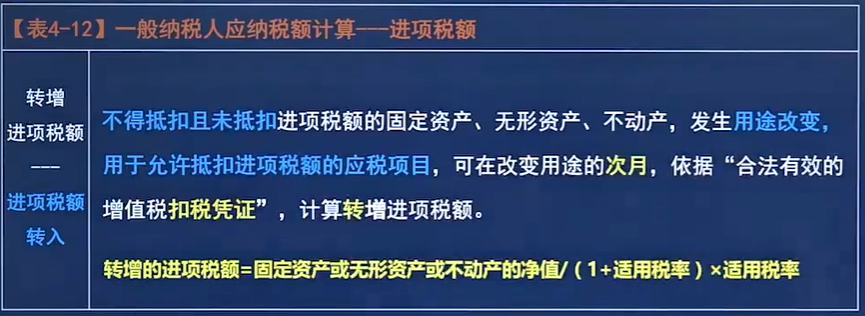 【表4-12】一般纳税人应纳税额计算---进项税额
转增
进项税额
---
进项税额
转入
不得抵扣且未抵扣进项税额的固定资产、无形资产、不动产，发生用途改变，
用于允许抵扣进项税额的应税项目，可在改变用途的次月，依据“合法有效的
增值税扣税凭证”，计算转增进项税额。
转增的进项税额=固定资产或无形资产或不动产的净值/（1+适用税率）×适用税率